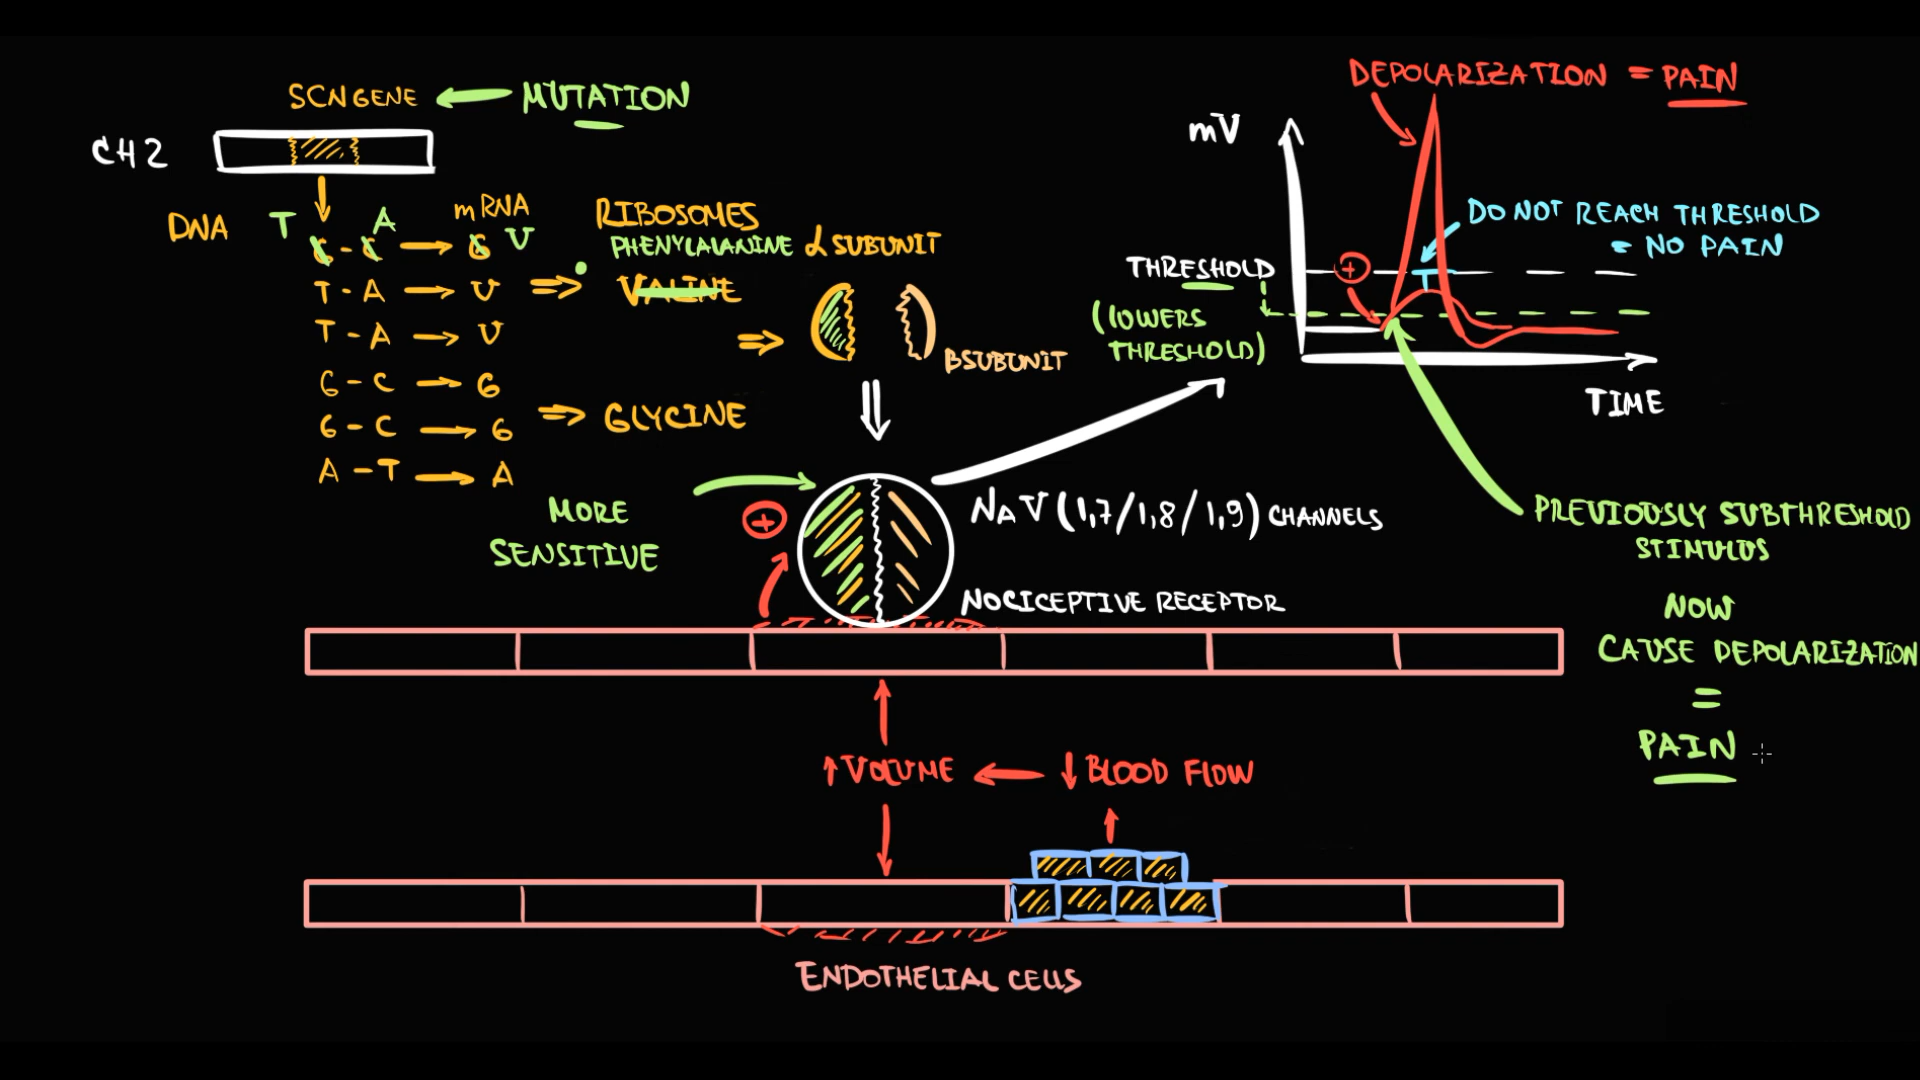 SCN GENE ← MUTATION
CH2
DNA T A mRNA
G - C → G U
T - A → U
T - A → U
G - C → G
G - C → G
A - T → A
RIBOSOMES
PHENYLALANINE
VALINE
⇒ GLYCINE
α SUBUNIT
β SUBUNIT
MORE
SENSITIVE
+
NaV (1,7/1,8/1,9) CHANNELS
NOCICEPTIVE RECEPTOR
↑ VOLUME ← ↓ BLOOD FLOW
ENDOTHELIAL CELLS
DEPOLARIZATION = PAIN
mV
DO NOT REACH THRESHOLD
= NO PAIN
THRESHOLD
+
(LOWERS
THRESHOLD)
TIME
PREVIOUSLY SUBTHRESHOLD
STIMULUS
NOW
CAUSE DEPOLARIZATION
=
PAIN